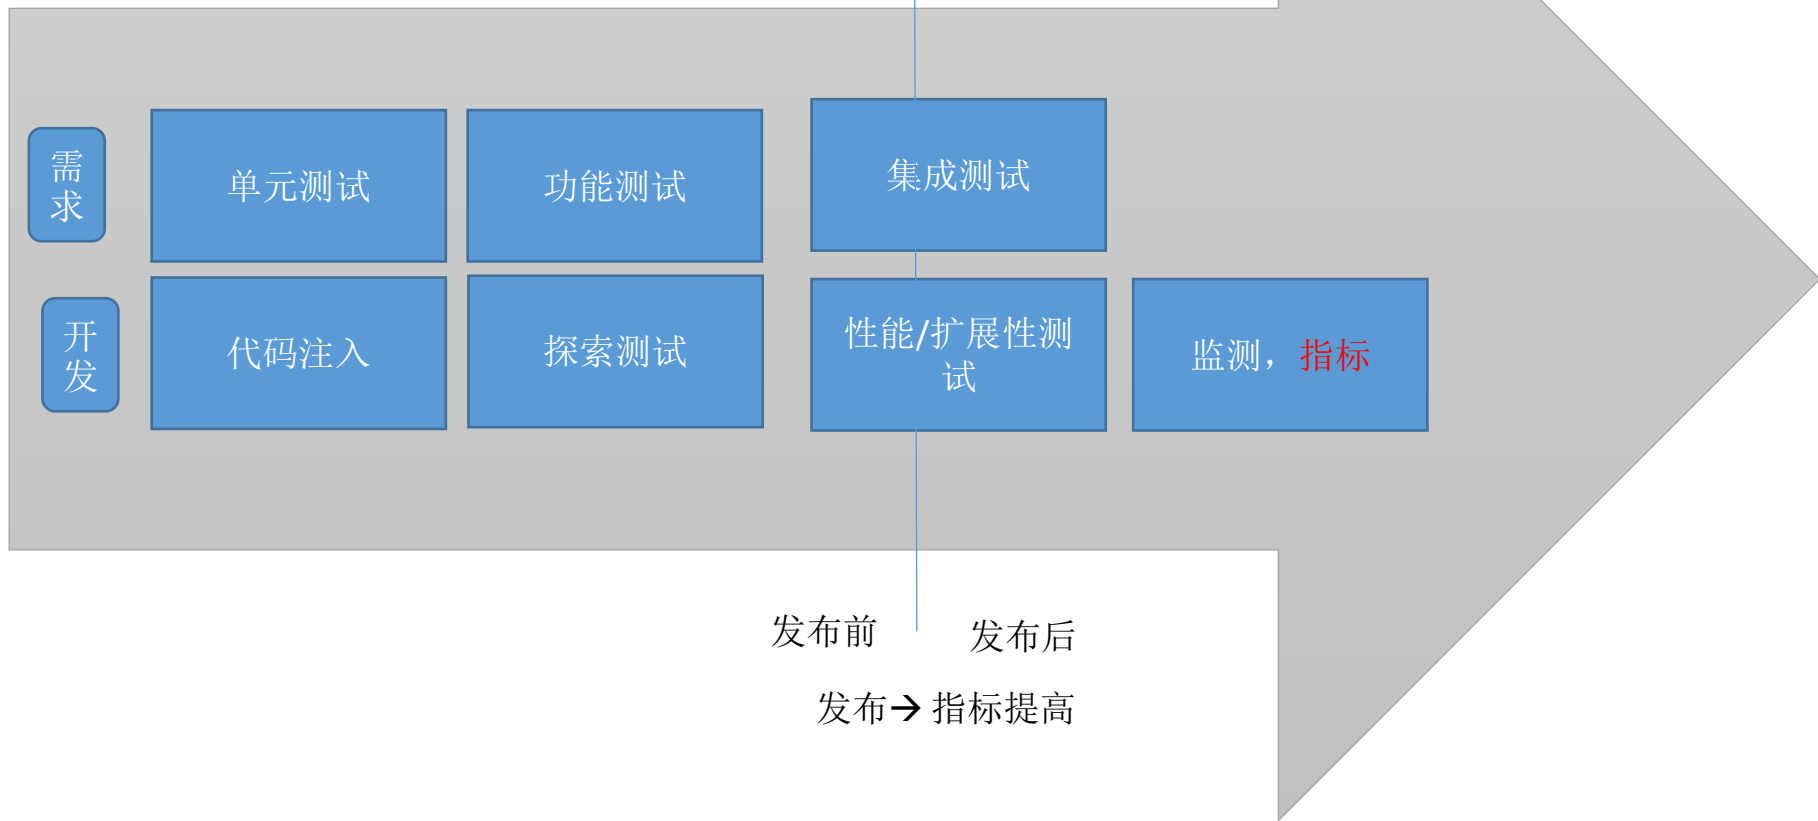 需
求
单元测试
功能测试
集成测试
开
发
代码注入
探索测试
性能/扩展性测
试
监测，指标
发布前
发布后
发布→指标提高